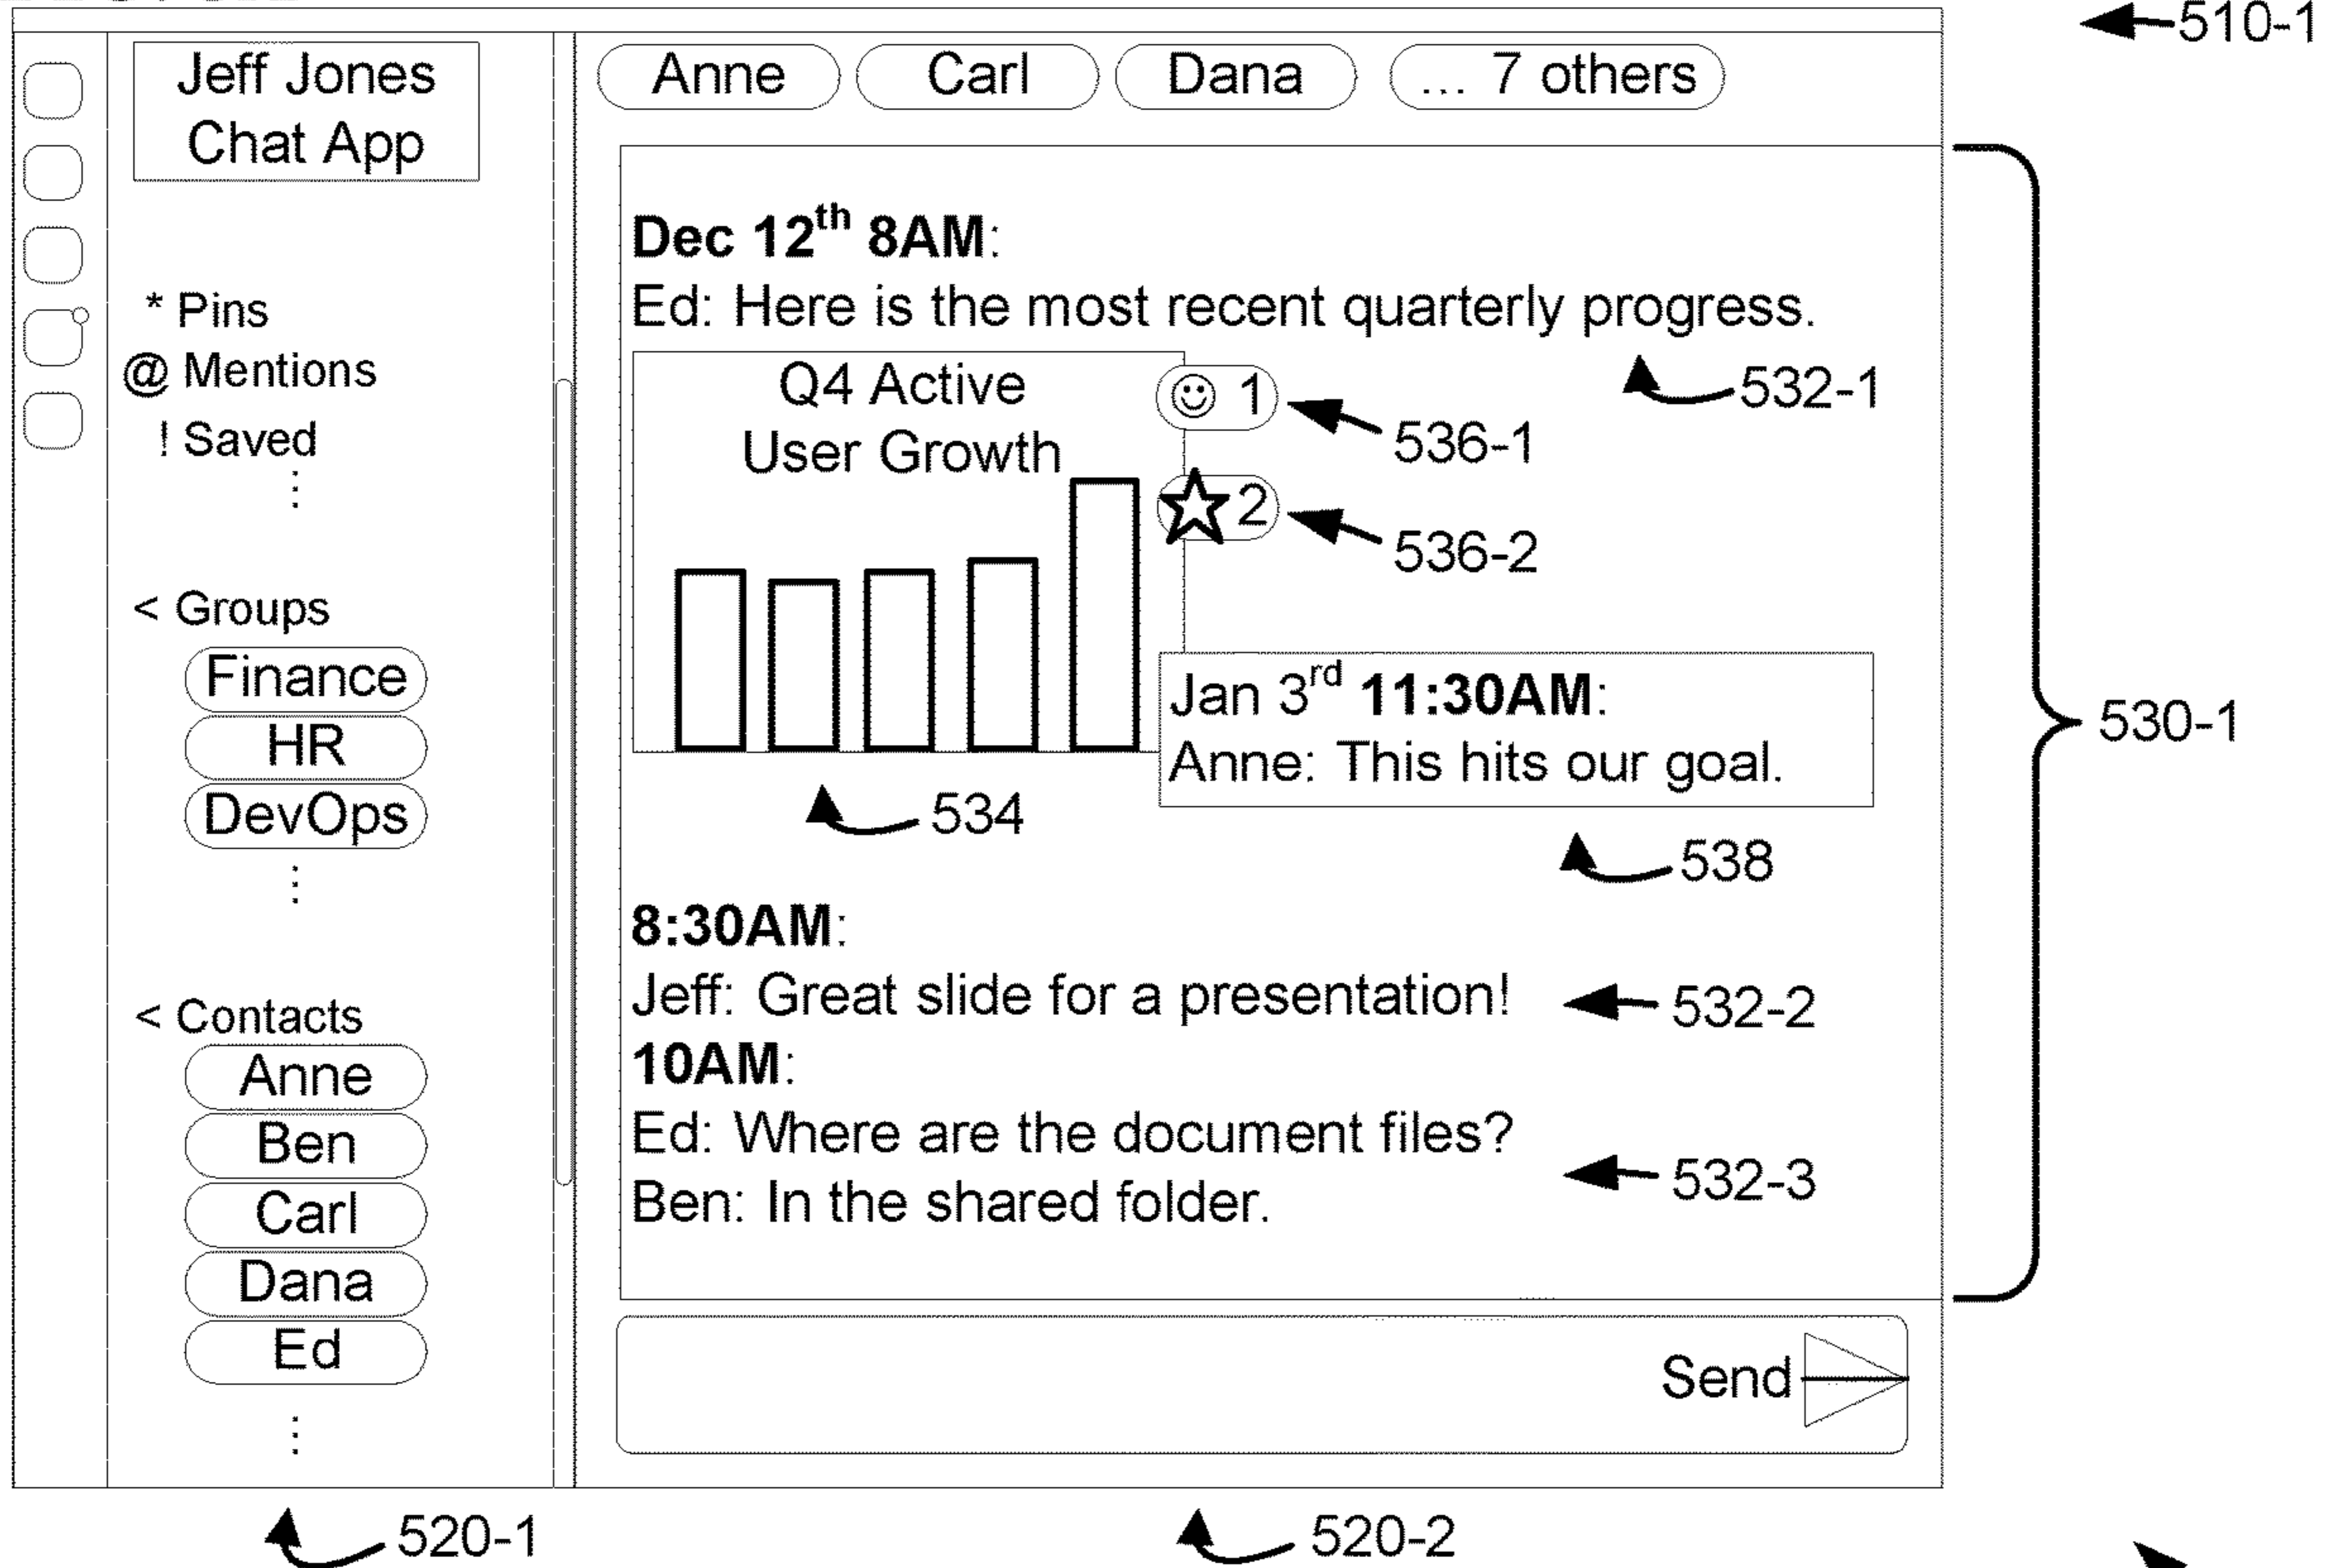 510-1
Jeff Jones
Chat App
* Pins
@ Mentions
! Saved
⋮
< Groups
Finance
HR
DevOps
⋮
< Contacts
Anne
Ben
Carl
Dana
Ed
⋮
520-1
Anne Carl Dana ... 7 others
Dec 12th 8AM:
Ed: Here is the most recent quarterly progress.
532-1
Q4 Active
User Growth
1
536-1
2
536-2
534
Jan 3rd 11:30AM:
Anne: This hits our goal.
538
8:30AM:
Jeff: Great slide for a presentation!
532-2
10AM:
Ed: Where are the document files?
Ben: In the shared folder.
532-3
530-1
Send
520-2